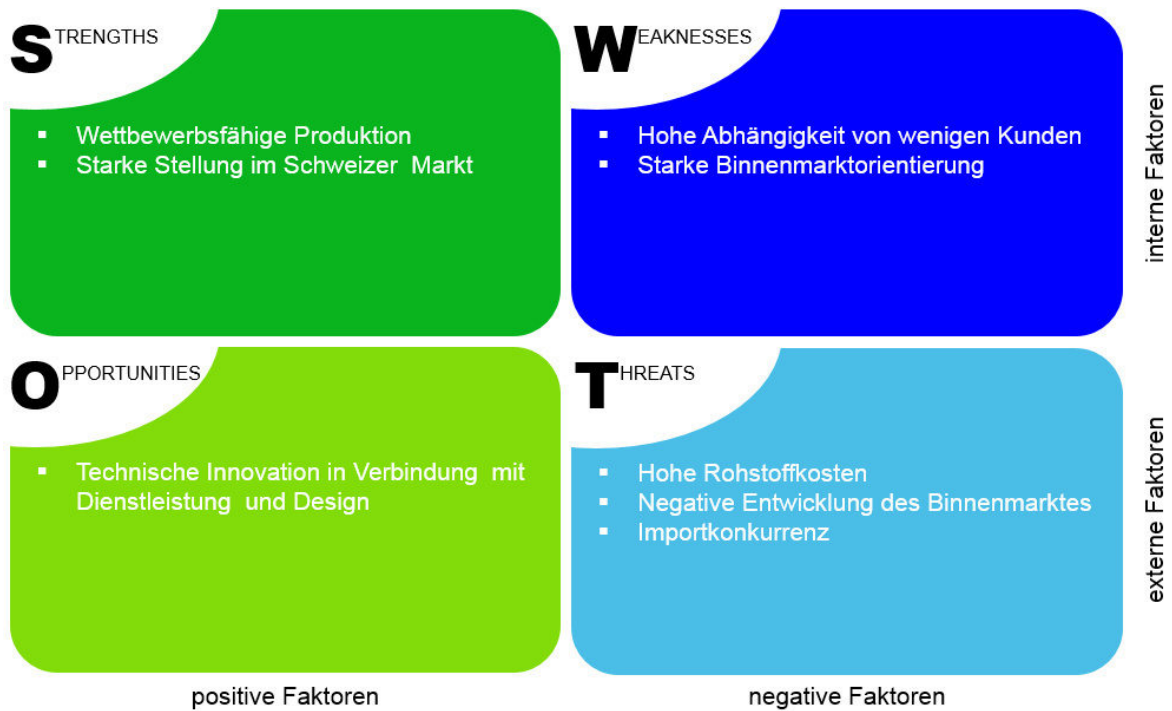 STRENGTHS
▪ Wettbewerbsfähige Produktion
▪ Starke Stellung im Schweizer Markt
WEAKNESSES
▪ Hohe Abhängigkeit von wenigen Kunden
▪ Starke Binnenmarktorientierung
interne Faktoren
OPPORTUNITIES
▪ Technische Innovation in Verbindung mit
Dienstleistung und Design
THREATS
▪ Hohe Rohstoffkosten
▪ Negative Entwicklung des Binnenmarktes
▪ Importkonkurrenz
externe Faktoren
positive Faktoren
negative Faktoren